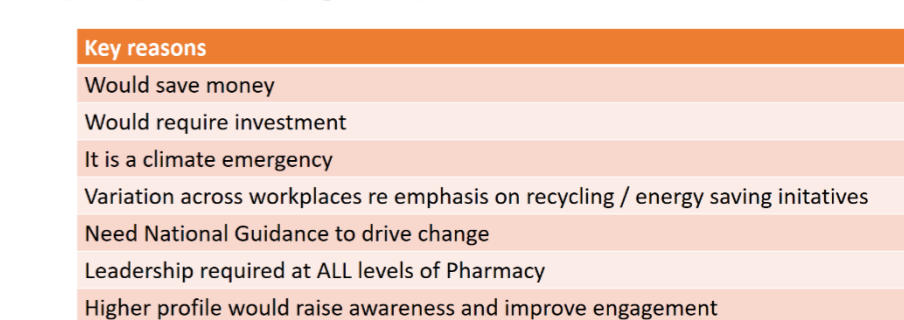 Key reasons
Would save money
Would require investment
It is a climate emergency
Variation across workplaces re emphasis on recycling / energy saving initatives
Need National Guidance to drive change
Leadership required at ALL levels of Pharmacy
Higher profile would raise awareness and improve engagement